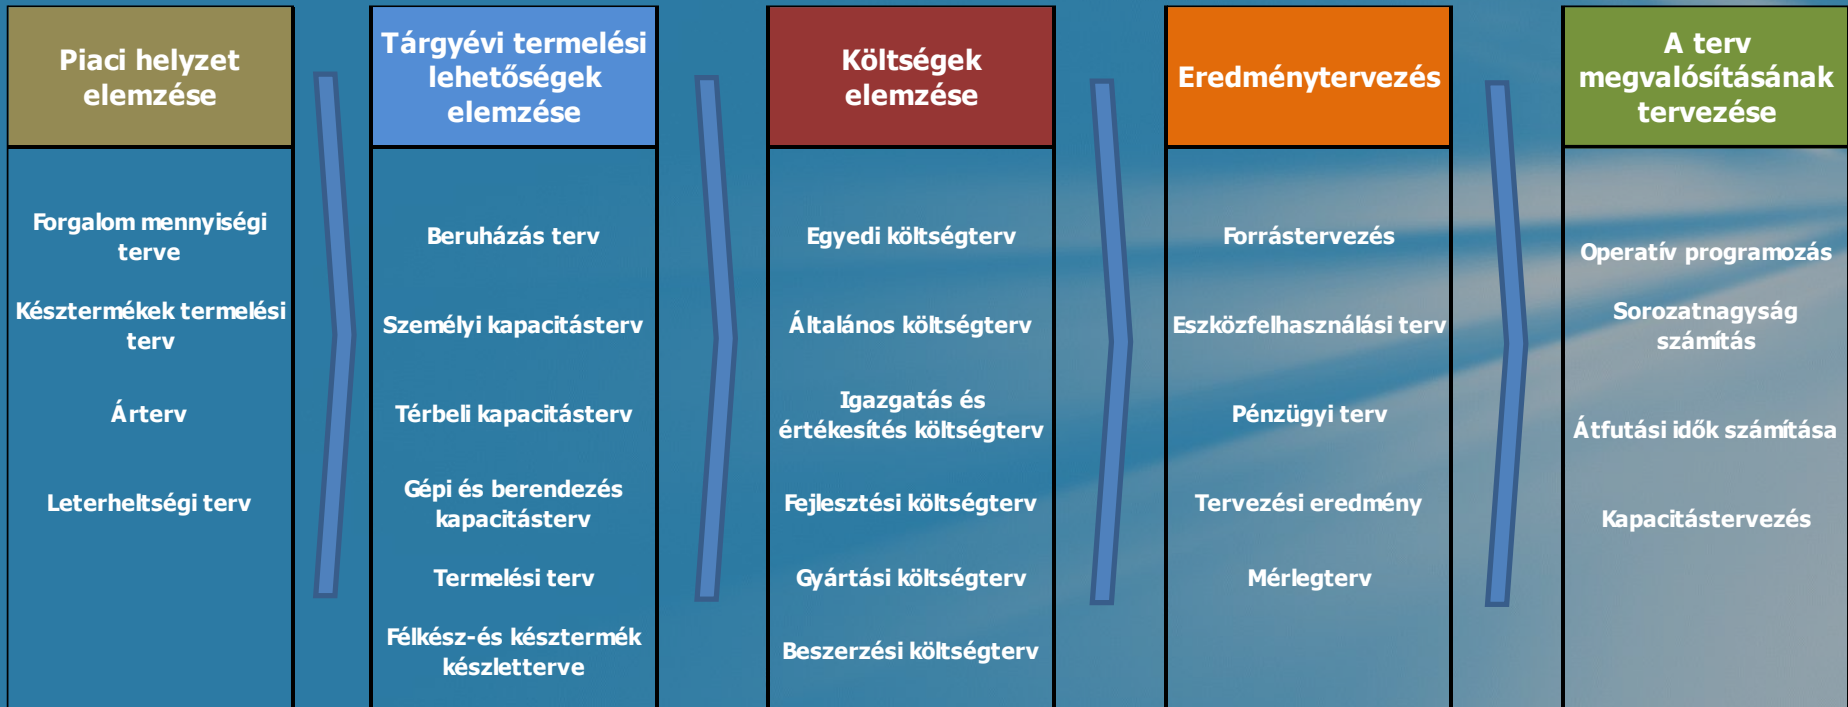 Piaci helyzet
elemzése
Forgalom mennyiségi
terve
Késztermékek termelési
terv
Árterv
Leterheltségi terv
Tárgyévi termelési
lehetőségek
elemzése
Beruházás terv
Személyi kapacitásterv
Térbeli kapacitásterv
Gépi és berendezés
kapacitásterv
Termelési terv
Félkész-és késztermék
készletterve
Költségek
elemzése
Egyedi költségterv
Általános költségterv
Igazgatás és
értékesítés költségterv
Fejlesztési költségterv
Gyártási költségterv
Beszerzési költségterv
Eredménytervezés
Forrástervezés
Eszközfelhasználási terv
Pénzügyi terv
Tervezési eredmény
Mérlegterv
A terv
megvalósításának
tervezése
Operatív programozás
Sorozatnagyság
számítás
Átfutási idők számítása
Kapacitástervezés